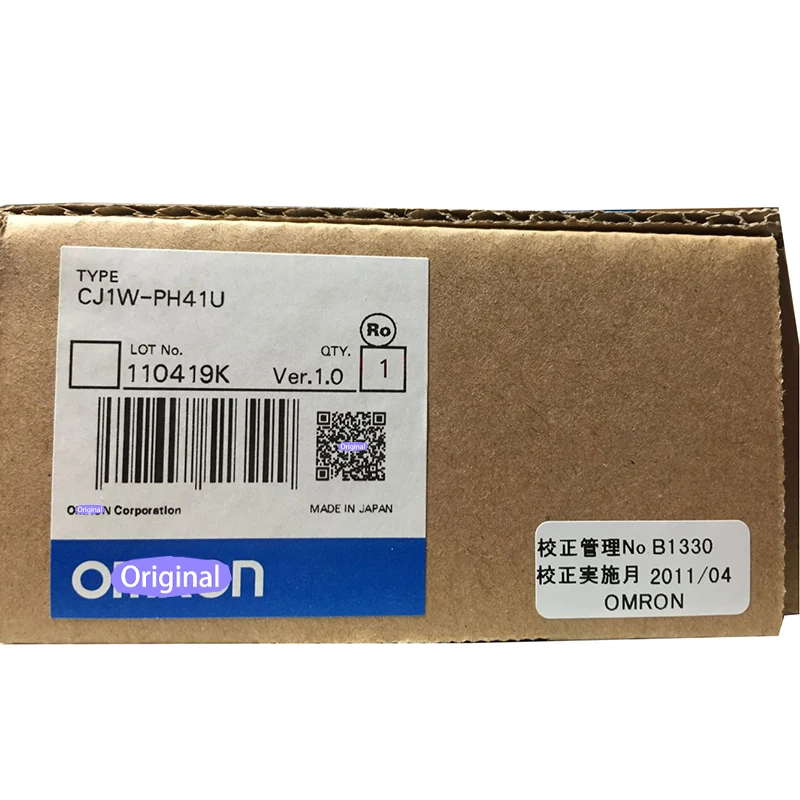 TYPE
CJ1W-PH41U
Ro
LOT No. QTY.
110419K Ver.1.0 1
Original
Original Corporation MADE IN JAPAN
Original
校正管理No B1330
校正実施月 2011/04
OMRON